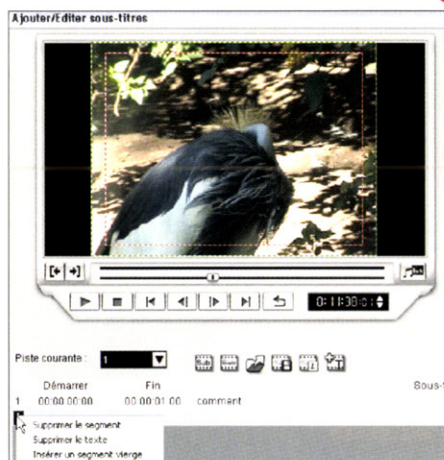 Ajouter/Editer sous-titres
0:11:38:01
Piste courante : 1
Démarrer Fin Sous-
1 00:00:00:00 00:00:01:00 comment
Supprimer le segment
Supprimer le texte
Insérer un segment vierge